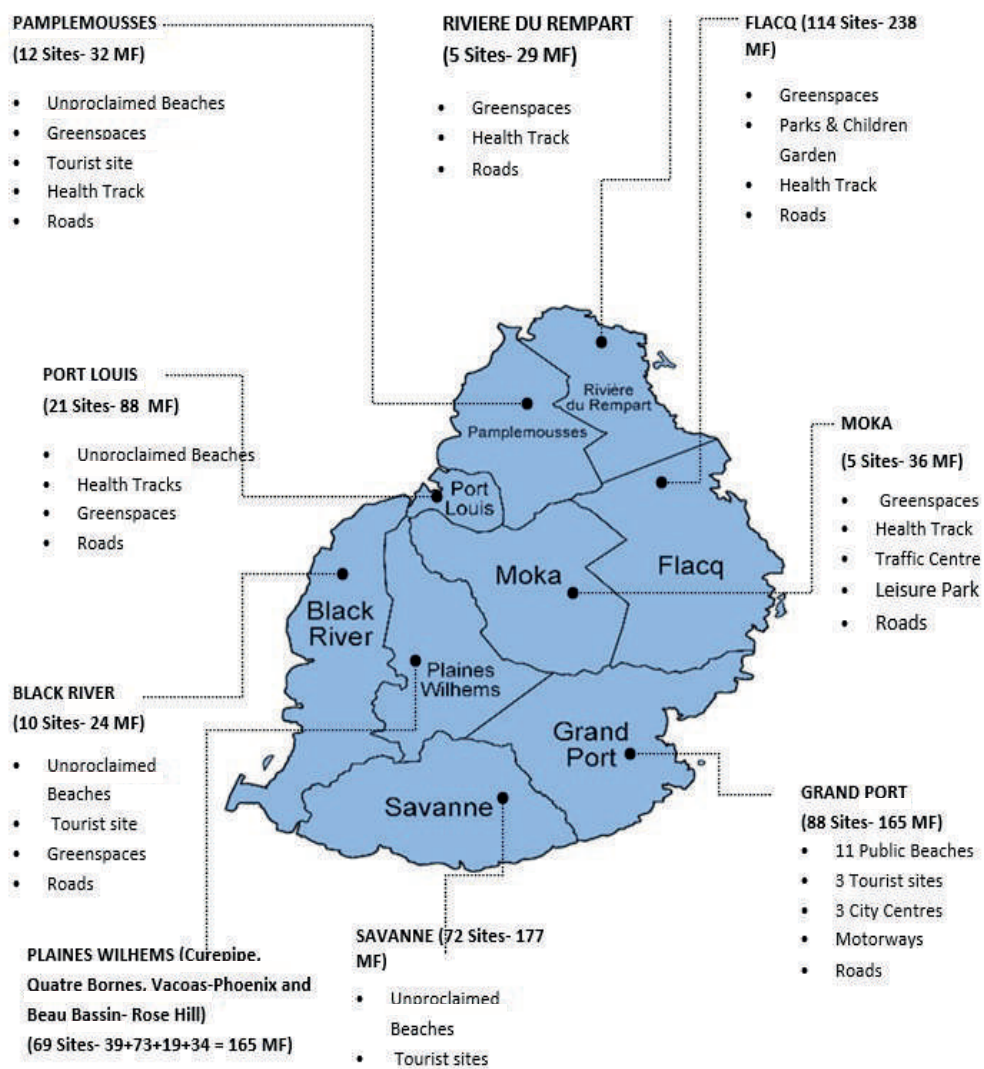 PAMPLEMOUSSES
(12 Sites- 32 MF)
• Unproclaimed Beaches
• Greenspaces
• Tourist site
• Health Track
• Roads
RIVIERE DU REMPART
(5 Sites- 29 MF)
• Greenspaces
• Health Track
• Roads
FLACQ (114 Sites- 238
MF)
• Greenspaces
• Parks & Children
Garden
• Health Track
• Roads
PORT LOUIS
(21 Sites- 88 MF)
• Unproclaimed Beaches
• Health Tracks
• Greenspaces
• Roads
MOKA
(5 Sites- 36 MF)
• Greenspaces
• Health Track
• Traffic Centre
• Leisure Park
• Roads
Rivière
du Rempart
Pamplemousses
Port
Louis
Moka
Flacq
Black
River
Plaines
Wilhems
Grand
Port
Savanne
BLACK RIVER
(10 Sites- 24 MF)
• Unproclaimed
Beaches
• Tourist site
• Greenspaces
• Roads
GRAND PORT
(88 Sites- 165 MF)
• 11 Public Beaches
• 3 Tourist sites
• 3 City Centres
• Motorways
• Roads
PLAINES WILHEMS (Curepipe,
Quatre Bornes, Vacoas-Phoenix and
Beau Bassin- Rose Hill)
(69 Sites- 39+73+19+34 = 165 MF)
SAVANNE (72 Sites- 177
MF)
• Unproclaimed
Beaches
• Tourist sites